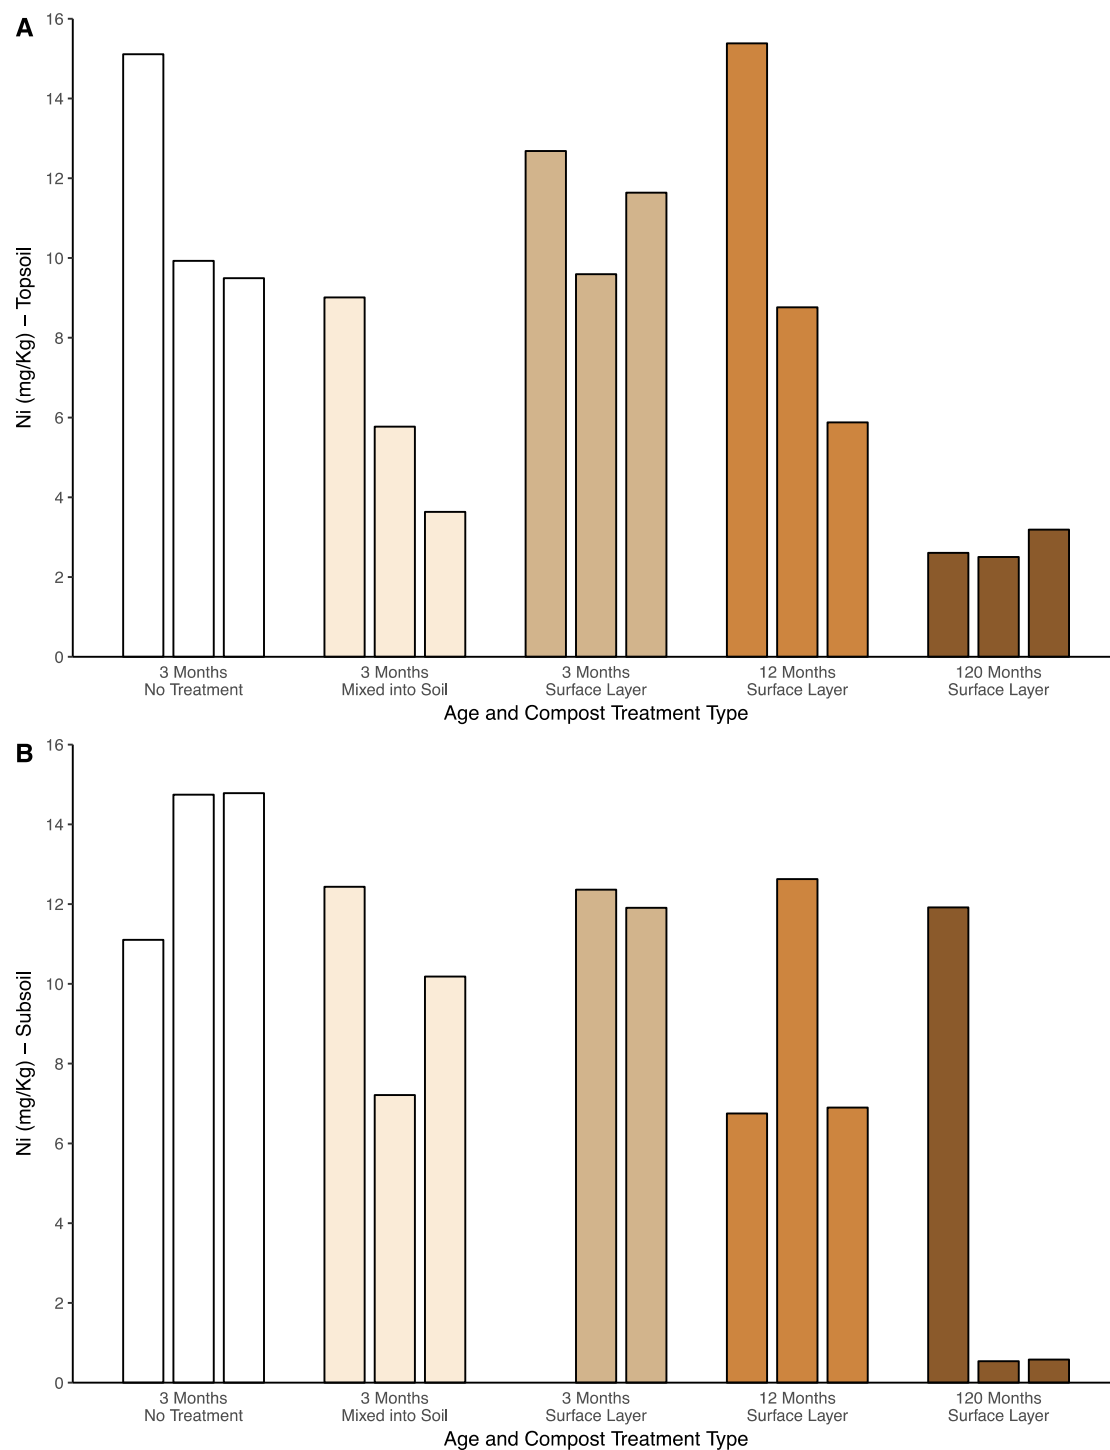 A
16
14
12
10
8
6
4
2
0
Ni (mg/Kg) – Topsoil
3 Months
No Treatment
3 Months
Mixed into Soil
3 Months
Surface Layer
12 Months
Surface Layer
120 Months
Surface Layer
Age and Compost Treatment Type
B
16
14
12
10
8
6
4
2
0
Ni (mg/Kg) – Subsoil
3 Months
No Treatment
3 Months
Mixed into Soil
3 Months
Surface Layer
12 Months
Surface Layer
120 Months
Surface Layer
Age and Compost Treatment Type